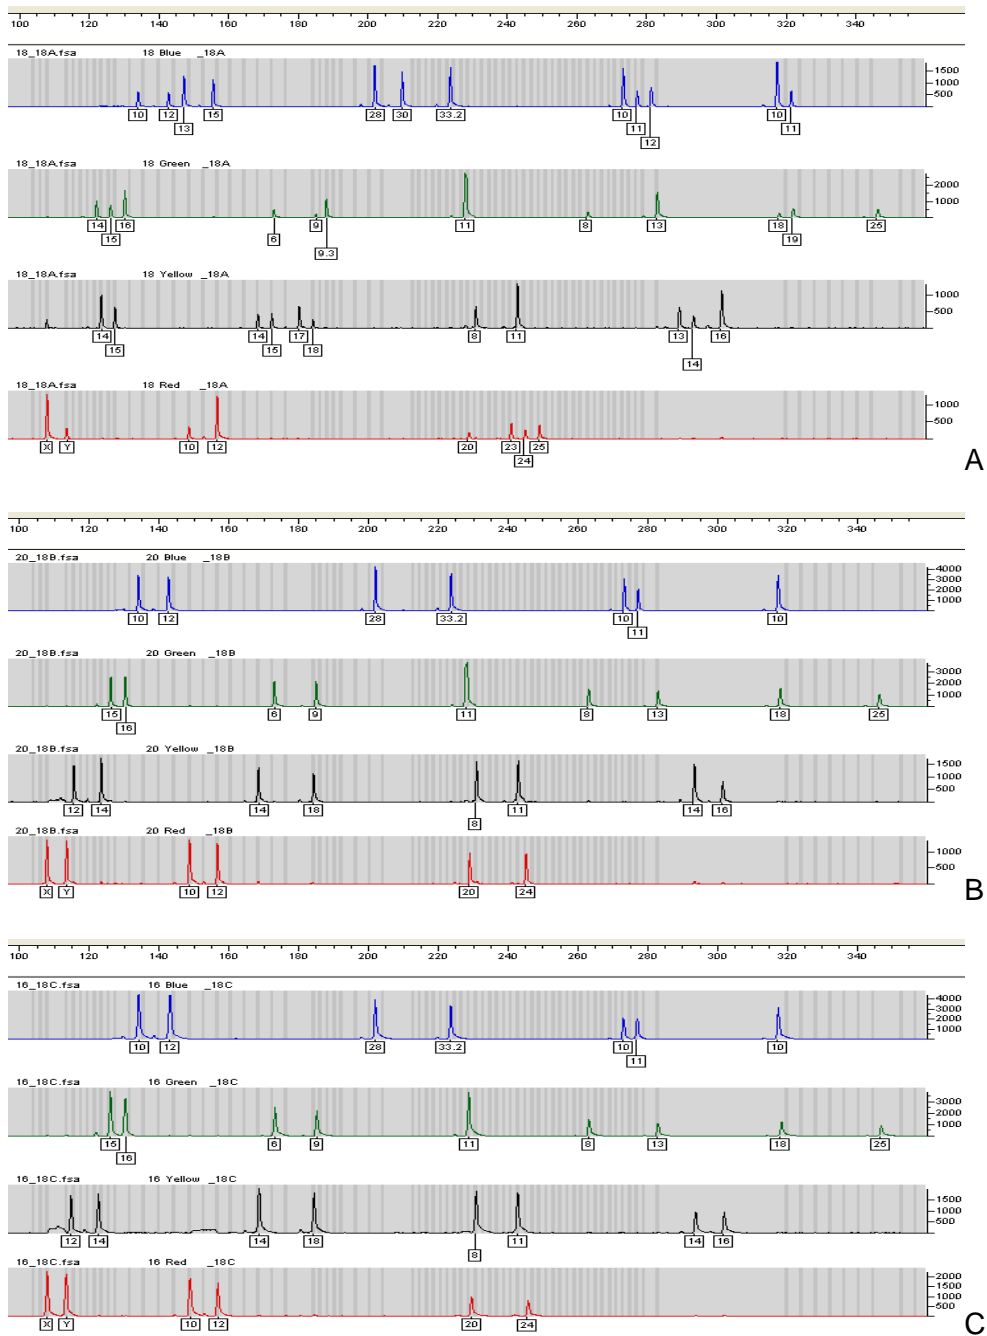 100 120 140 160 180 200 220 240 260 280 300 320 340
18_18A.fsa 18 Blue _18A
1500
1000
500
10 12 15 28 30 33.2 10 10
13 11 11
12
18_18A.fsa 18 Green _18A
2000
1000
14 16 6 9 11 8 13 18 25
15 19
9.3
18_18A.fsa 18 Yellow _18A
1000
500
14 14 17 8 11 13 16
15 15 18
14
18_18A.fsa 18 Red _18A
1000
500
X Y 10 12 20 23 25
24
A
100 120 140 160 180 200 220 240 260 280 300 320 340
20_18B.fsa 20 Blue _18B
4000
3000
2000
1000
10 12 28 33.2 10 10
11
20_18B.fsa 20 Green _18B
3000
2000
1000
15 6 9 11 8 13 18 25
16
20_18B.fsa 20 Yellow _18B
1500
1000
500
12 14 14 18 11 14 16
8
20_18B.fsa 20 Red _18B
1000
500
X Y 10 12 20 24
B
100 120 140 160 180 200 220 240 260 280 300 320 340
16_18C.fsa 16 Blue _18C
4000
3000
2000
1000
10 12 28 33.2 10 10
11
16_18C.fsa 16 Green _18C
3000
2000
1000
15 6 9 11 8 13 18 25
16
16_18C.fsa 16 Yellow _18C
1500
1000
500
12 14 14 18 11 14 16
8
16_18C.fsa 16 Red _18C
2000
1500
1000
500
X Y 10 12 20 24
C